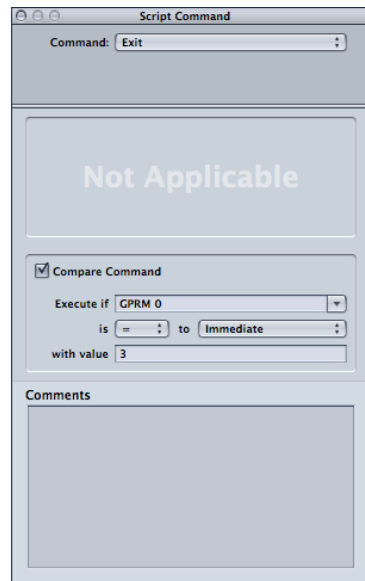 Script Command
Command: Exit
Not Applicable
Compare Command
Execute if GPRM 0
is = to Immediate
with value 3
Comments